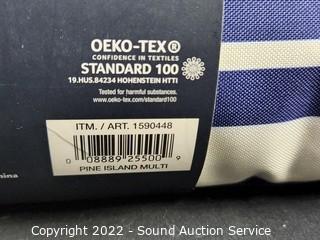 OEKO-TEX®
CONFIDENCE IN TEXTILES
STANDARD 100
19.HUS.84234 HOHENSTEIN HTTI
Tested for harmful substances.
www.oeko-tex.com/standard100
ITM. / ART. 1590448
0 08889 25500 9
PINE ISLAND MULTI
Copyright 2022 - Sound Auction Service